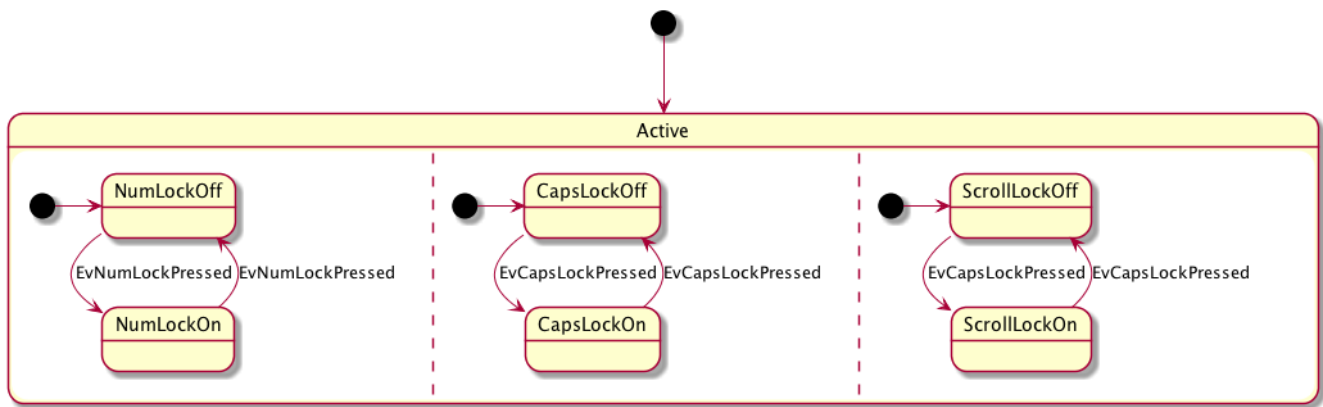 Active
NumLockOff
CapsLockOff
ScrollLockOff
EvNumLockPressed EvNumLockPressed
EvCapsLockPressed EvCapsLockPressed
EvCapsLockPressed EvCapsLockPressed
NumLockOn
CapsLockOn
ScrollLockOn